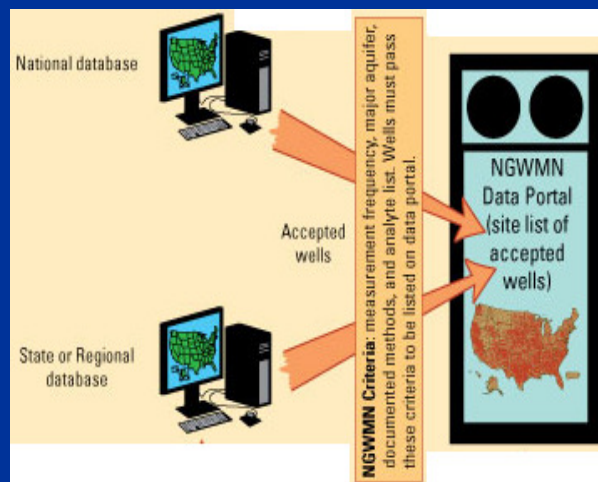 National database
Accepted
wells
State or Regional
database
NGWMN Criteria: measurement frequency, major aquifer,
documented methods, and analyte list. Wells must pass
these criteria to be listed on data portal.
NGWMN
Data Portal
(site list of
accepted
wells)